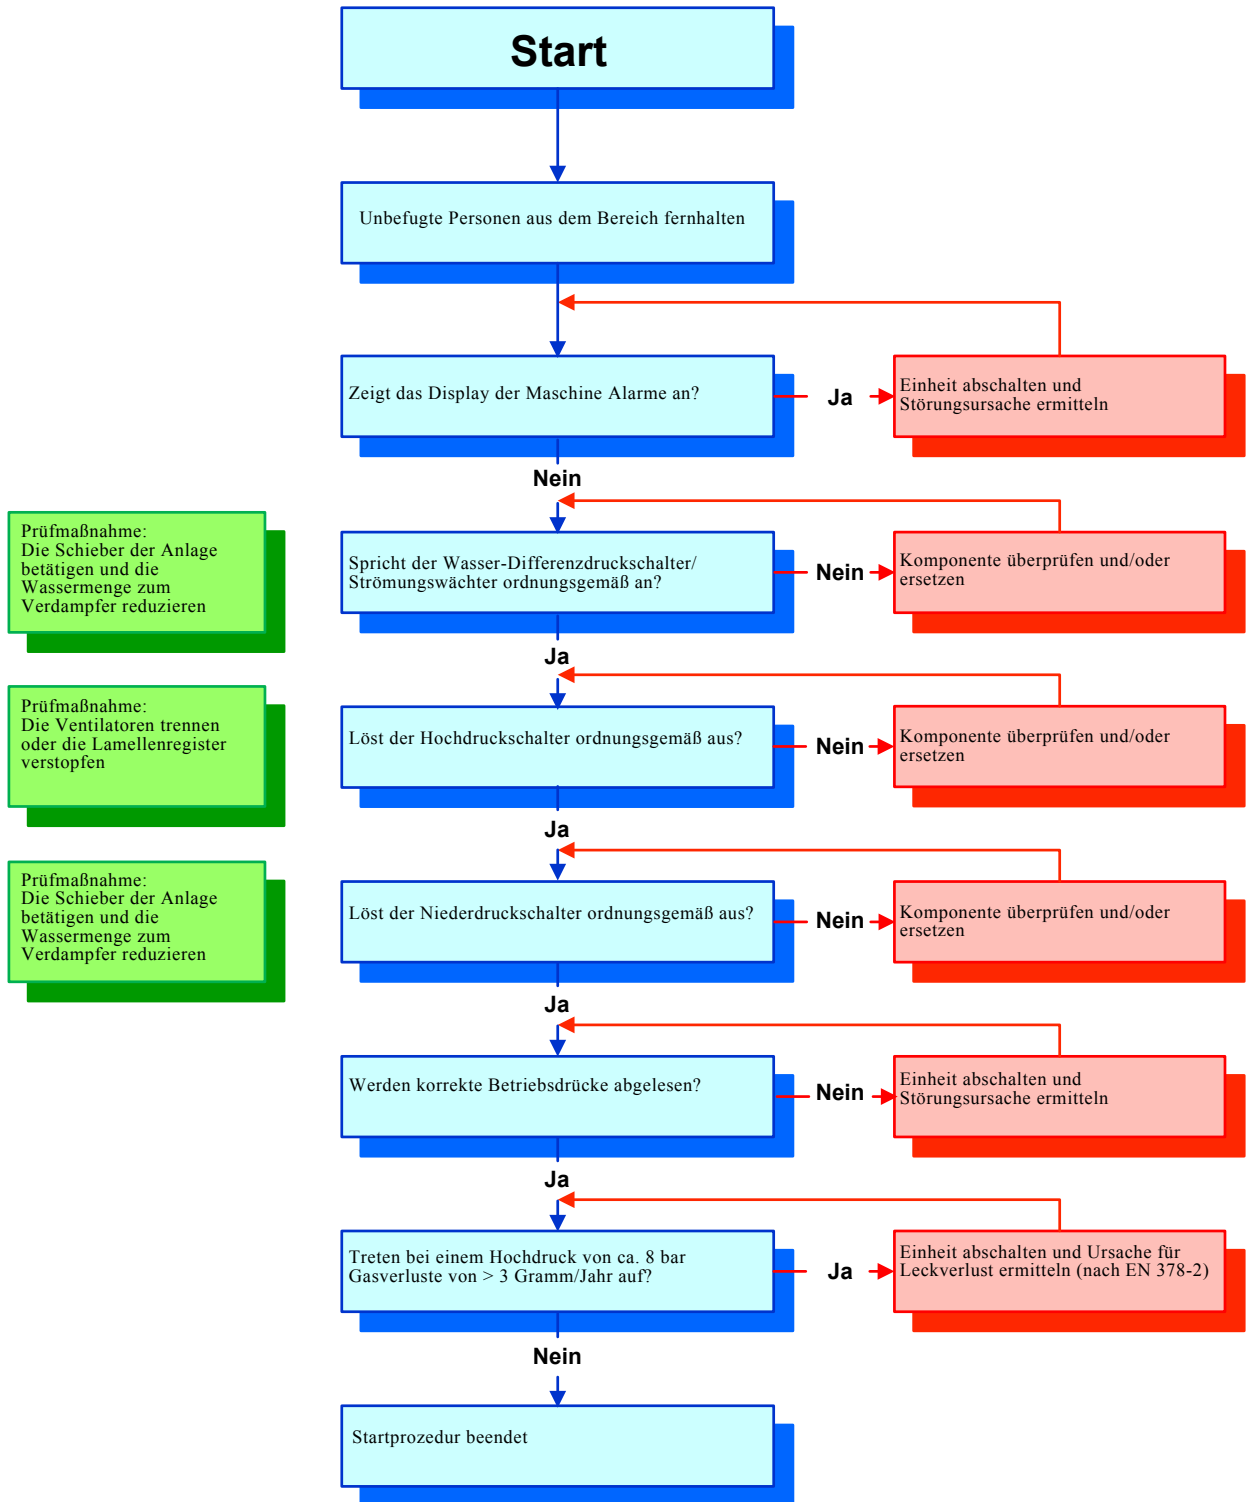 Start
Unbefugte Personen aus dem Bereich fernhalten
Zeigt das Display der Maschine Alarme an?
Ja
Einheit abschalten und
Störungsursache ermitteln
Nein
Prüfmaßnahme:
Die Schieber der Anlage
betätigen und die
Wassermenge zum
Verdampfer reduzieren
Spricht der Wasser-Differenzdruckschalter/
Strömungswächter ordnungsgemäß an?
Nein
Komponente überprüfen und/oder
ersetzen
Ja
Prüfmaßnahme:
Die Ventilatoren trennen
oder die Lamellenregister
verstopfen
Löst der Hochdruckschalter ordnungsgemäß aus?
Nein
Komponente überprüfen und/oder
ersetzen
Ja
Prüfmaßnahme:
Die Schieber der Anlage
betätigen und die
Wassermenge zum
Verdampfer reduzieren
Löst der Niederdruckschalter ordnungsgemäß aus?
Nein
Komponente überprüfen und/oder
ersetzen
Ja
Werden korrekte Betriebsdrücke abgelesen?
Nein
Einheit abschalten und
Störungsursache ermitteln
Ja
Treten bei einem Hochdruck von ca. 8 bar
Gasverluste von > 3 Gramm/Jahr auf?
Ja
Einheit abschalten und Ursache für
Leckverlust ermitteln (nach EN 378-2)
Nein
Startprozedur beendet